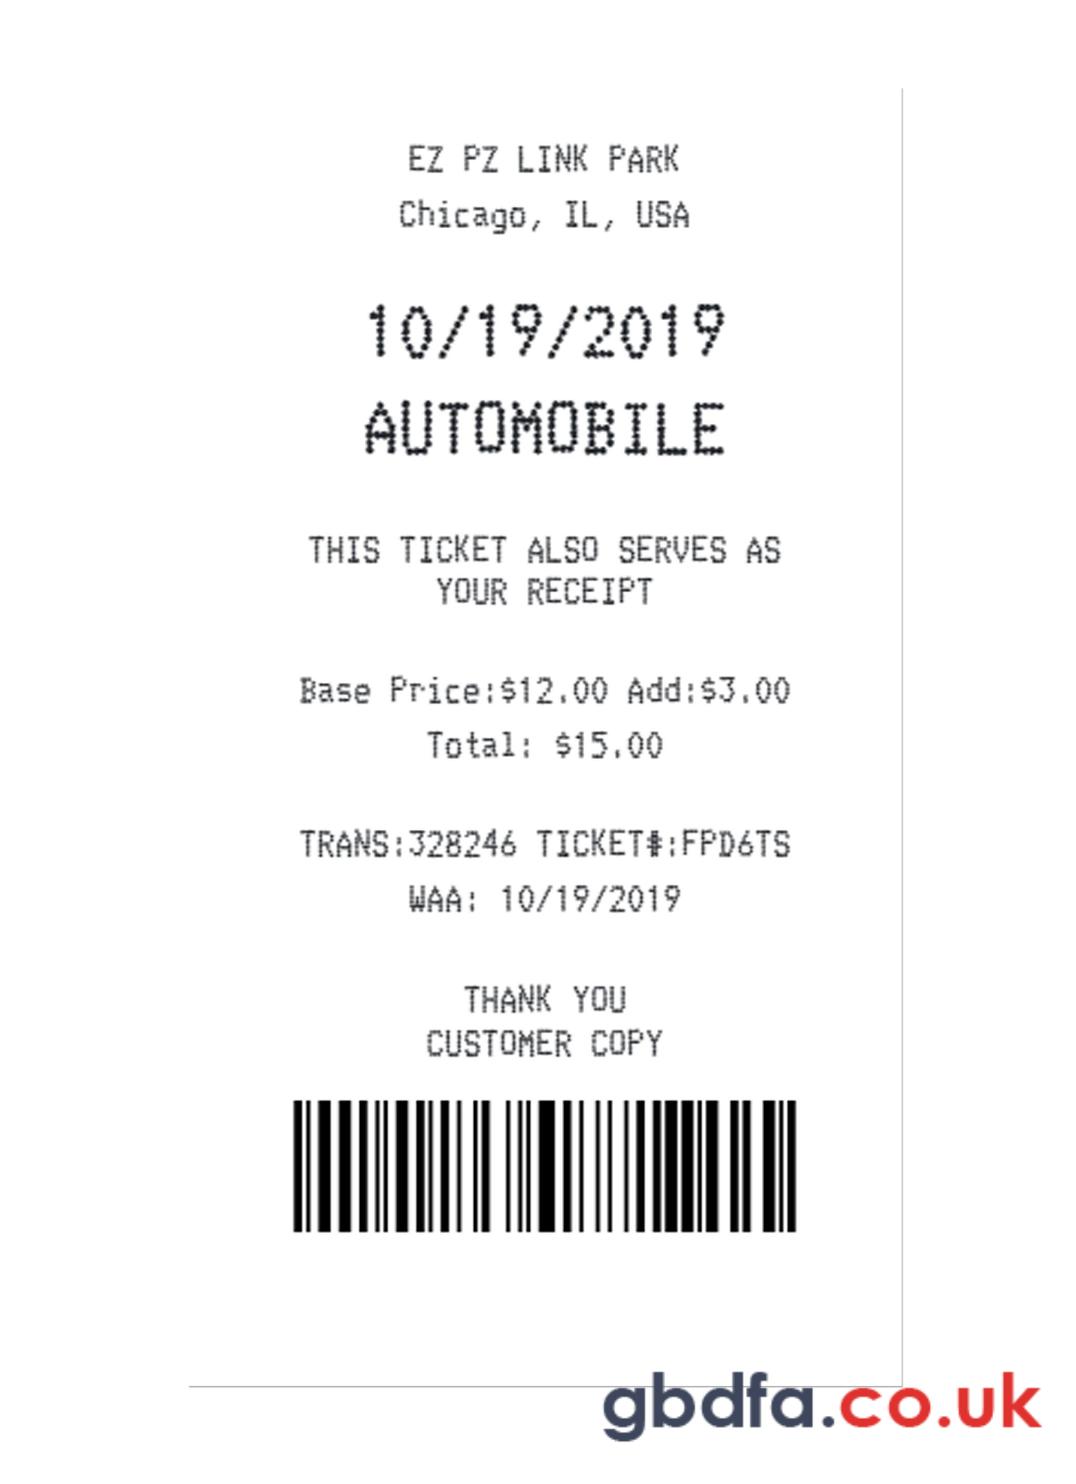 EZ PZ LINK PARK
Chicago, IL, USA
10/19/2019
AUTOMOBILE
THIS TICKET ALSO SERVES AS
YOUR RECEIPT
Base Price:$12.00 Add:$3.00
Total: $15.00
TRANS:328246 TICKET#:FPD6TS
WAA: 10/19/2019
THANK YOU
CUSTOMER COPY
gbdfa.co.uk